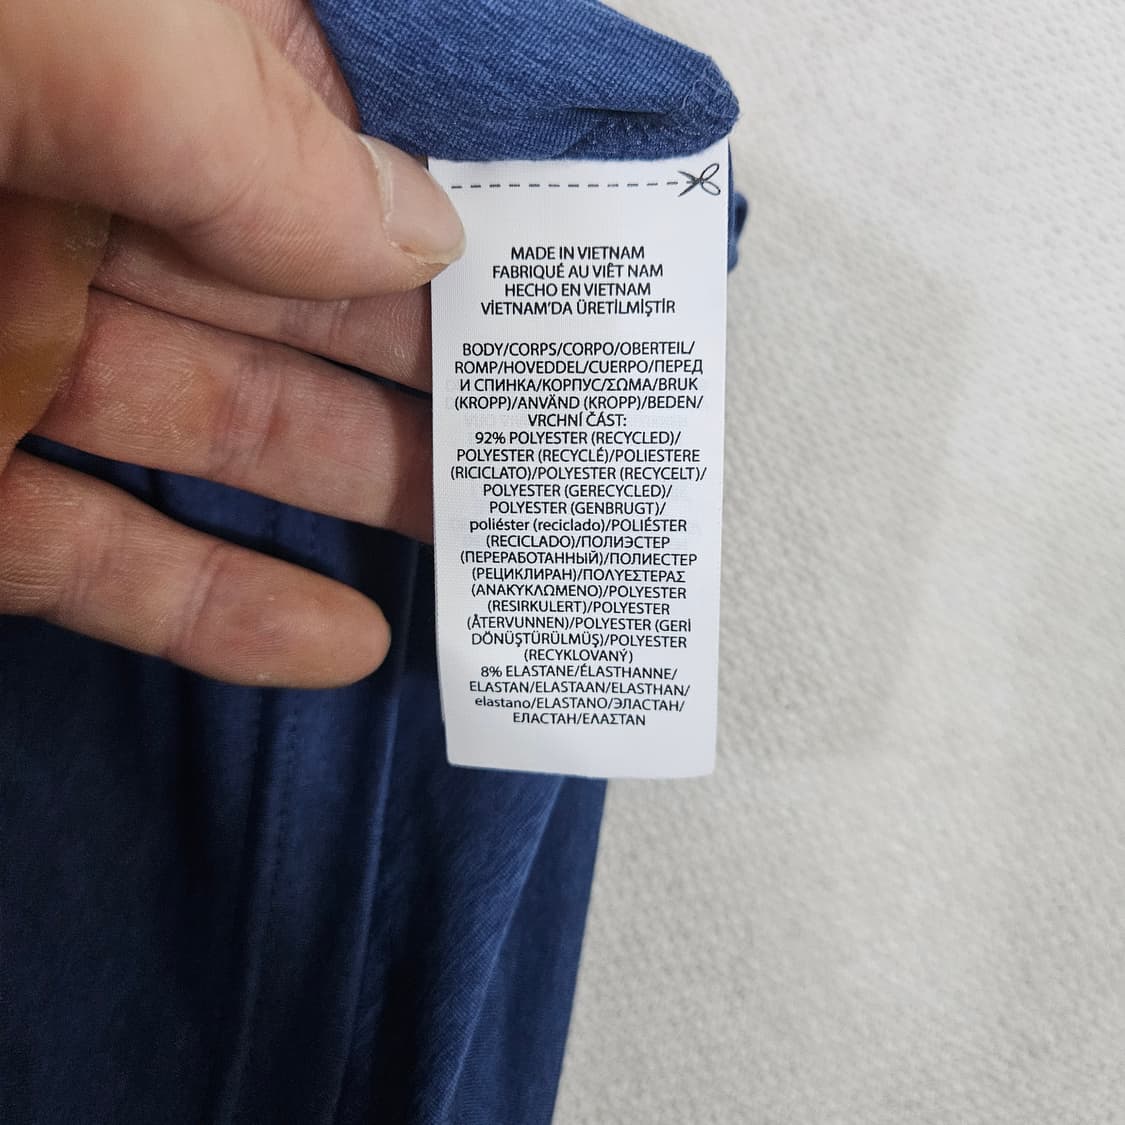 MADE IN VIETNAM
FABRIQUÉ AU VIÊT NAM
HECHO EN VIETNAM
VİETNAM'DA ÜRETİLMİŞTİR
BODY/CORPS/CORPO/OBERTEIL/
ROMP/HOVEDDEL/CUERPO/ПЕРЕД
И СПИНКА/КОРПУС/ΣΩΜΑ/BRUK
(KROPP)/ANVÄND (KROPP)/BEDEN/
VRCHNÍ ČÁST:
92% POLYESTER (RECYCLED)/
POLYESTER (RECYCLÉ)/POLIESTERE
(RICICLATO)/POLYESTER (RECYCELT)/
POLYESTER (GERECYCLED)/
POLYESTER (GENBRUGT)/
poliéster (reciclado)/POLIÉSTER
(RECICLADO)/ПОЛИЭСТЕР
(ПЕРЕРАБОТАННЫЙ)/ПОЛИЕСТЕР
(РЕЦИКЛИРАН)/ΠΟΛΥΕΣΤΕΡΑΣ
(ΑΝΑΚΥΚΛΩΜΕΝΟ)/POLYESTER
(RESIRKULERT)/POLYESTER
(ÅTERVUNNEN)/POLYESTER (GERİ
DÖNÜŞTÜRÜLMÜŞ)/POLYESTER
(RECYKLOVANÝ)
8% ELASTANE/ÉLASTHANNE/
ELASTAN/ELASTAAN/ELASTHAN/
elastano/ELASTANO/ЭЛАСТАН/
ЕЛАСТАН/ΕΛΑΣΤΑΝ